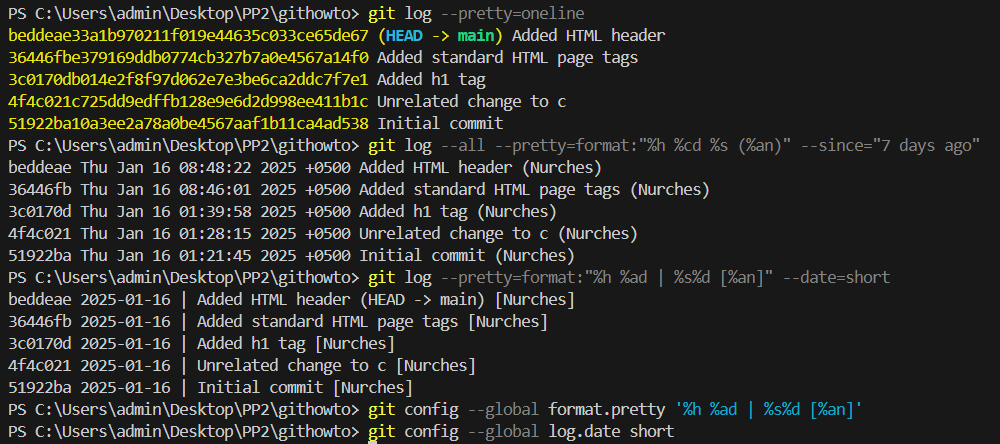 PS C:\Users\admin\Desktop\PP2\githowto> git log --pretty=oneline
beddeae33a1b970211f019e44635c033ce65de67 (HEAD -> main) Added HTML header
36446fbe379169ddb0774cb327b7a0e4567a14f0 Added standard HTML page tags
3c0170db014e2f8f97d062e7e3be6ca2ddc7f7e1 Added h1 tag
4f4c021c725dd9edffb128e9e6d2d998ee411b1c Unrelated change to c
51922ba10a3ee2a78a0be4567aaf1b11ca4ad538 Initial commit
PS C:\Users\admin\Desktop\PP2\githowto> git log --all --pretty=format:"%h %cd %s (%an)" --since="7 days ago"
beddeae Thu Jan 16 08:48:22 2025 +0500 Added HTML header (Nurches)
36446fb Thu Jan 16 08:46:01 2025 +0500 Added standard HTML page tags (Nurches)
3c0170d Thu Jan 16 01:39:58 2025 +0500 Added h1 tag (Nurches)
4f4c021 Thu Jan 16 01:28:15 2025 +0500 Unrelated change to c (Nurches)
51922ba Thu Jan 16 01:21:45 2025 +0500 Initial commit (Nurches)
PS C:\Users\admin\Desktop\PP2\githowto> git log --pretty=format:"%h %ad | %s%d [%an]" --date=short
beddeae 2025-01-16 | Added HTML header (HEAD -> main) [Nurches]
36446fb 2025-01-16 | Added standard HTML page tags [Nurches]
3c0170d 2025-01-16 | Added h1 tag [Nurches]
4f4c021 2025-01-16 | Unrelated change to c [Nurches]
51922ba 2025-01-16 | Initial commit [Nurches]
PS C:\Users\admin\Desktop\PP2\githowto> git config --global format.pretty '%h %ad | %s%d [%an]'
PS C:\Users\admin\Desktop\PP2\githowto> git config --global log.date short